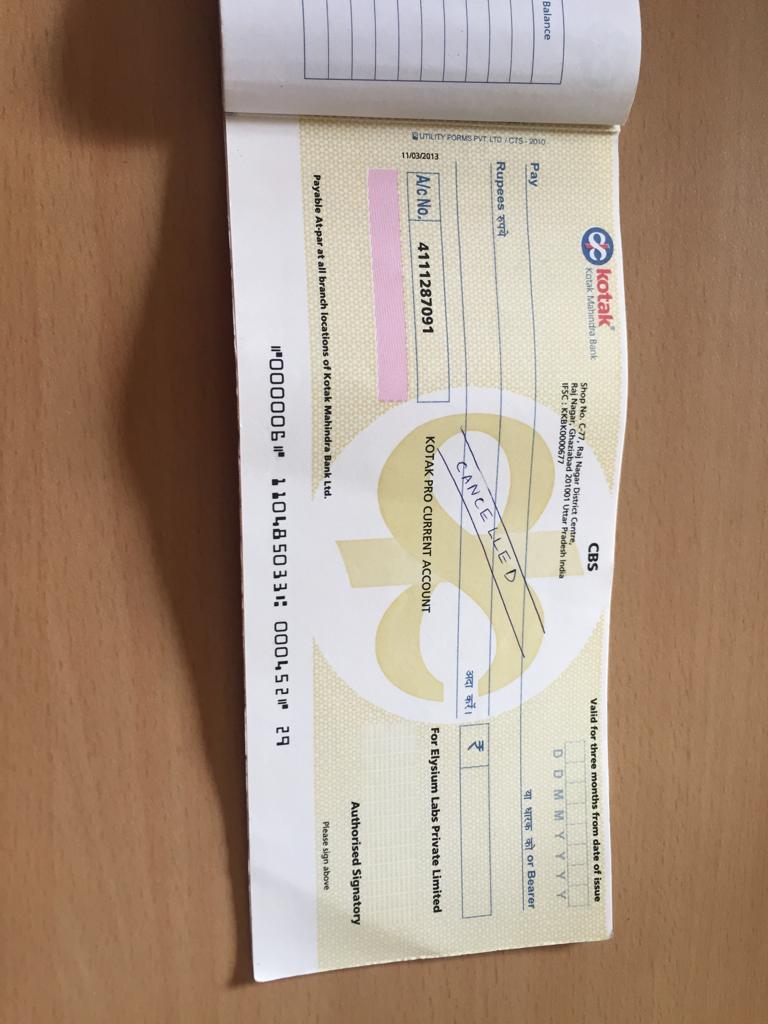 Balance
UTILITY FORMS PVT. LTD / CTS - 2010
11/03/2013
kotak®
Kotak Mahindra Bank
CBS
Shop No. C-77, Raj Nagar District Centre,
Raj Nagar, Ghaziabad 201001 Uttar Pradesh India
IFSC : KKBK0000677
Valid for three months from date of issue
D D M M Y Y Y Y
Pay
या धारक को or Bearer
Rupees रुपये
CANCELLED
अदा करें।
₹
A/c No. 4111287091
KOTAK PRO CURRENT ACCOUNT
For Elysium Labs Private Limited
Authorised Signatory
Please sign above
Payable At-par at all branch locations of Kotak Mahindra Bank Ltd.
⑈000006⑈ 110485033⑆ 000452⑈ 29